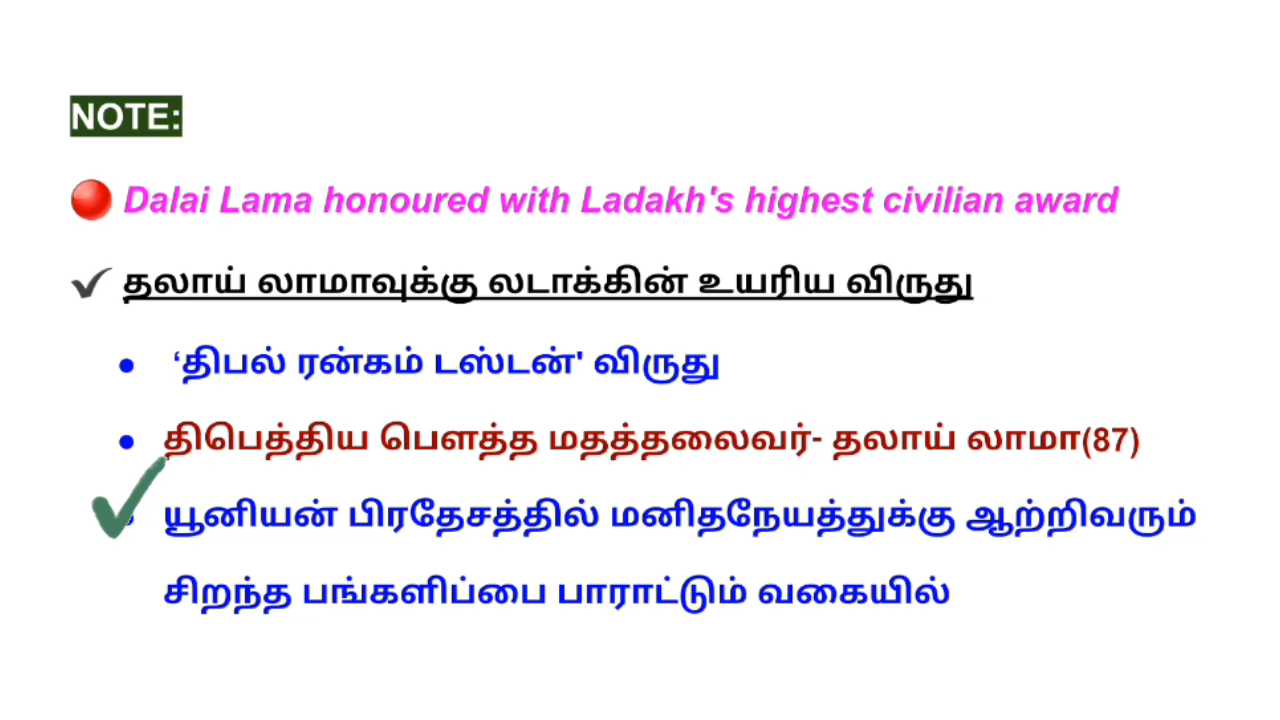 NOTE:
Dalai Lama honoured with Ladakh's highest civilian award
தலாய் லாமாவுக்கு லடாக்கின் உயரிய விருது
‘திபல் ரன்கம் டஸ்டன்' விருது
திபெத்திய பௌத்த மதத்தலைவர்- தலாய் லாமா(87)
யூனியன் பிரதேசத்தில் மனிதநேயத்துக்கு ஆற்றிவரும்
சிறந்த பங்களிப்பை பாராட்டும் வகையில்